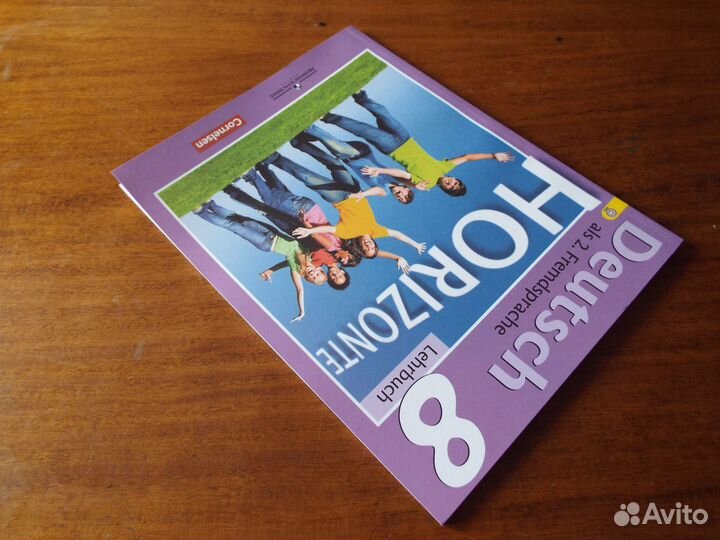 Deutsch
als 2. Fremdsprache
8
HORIZONTE
Lehrbuch
Cornelsen
Avito